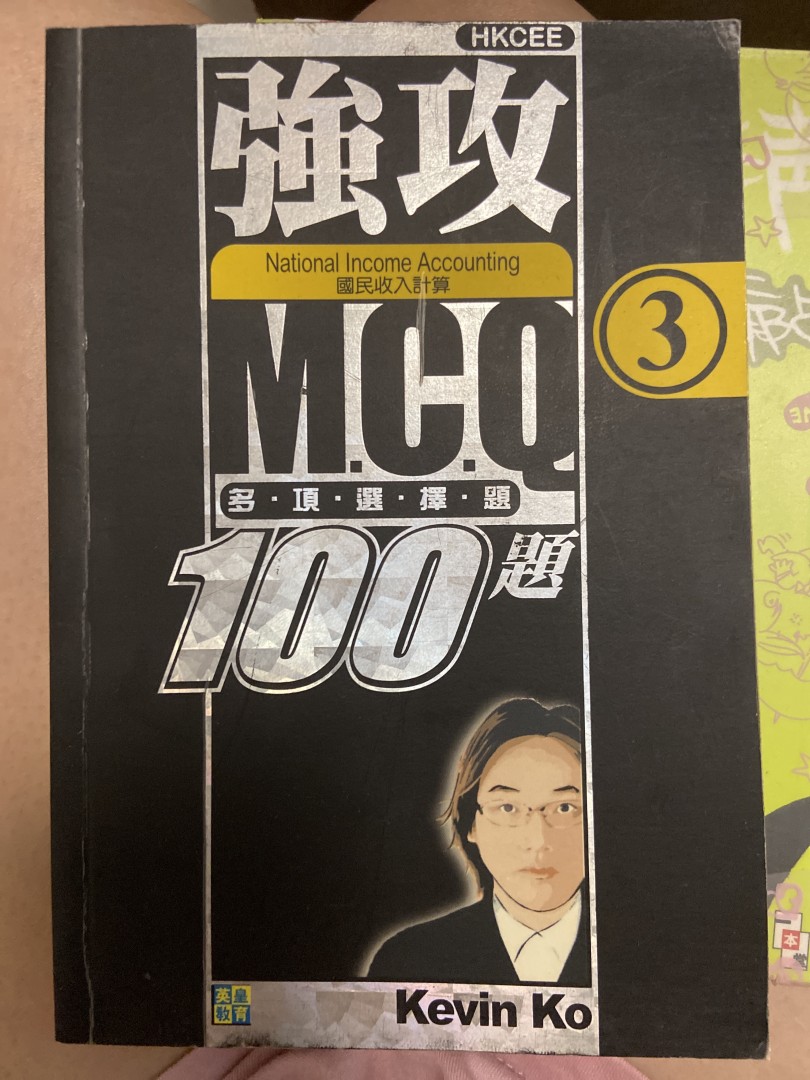 HKCEE
強攻
National Income Accounting
國民收入計算
3
M.C.Q
多·項·選·擇·題
100題
英皇
教育
Kevin Ko
本